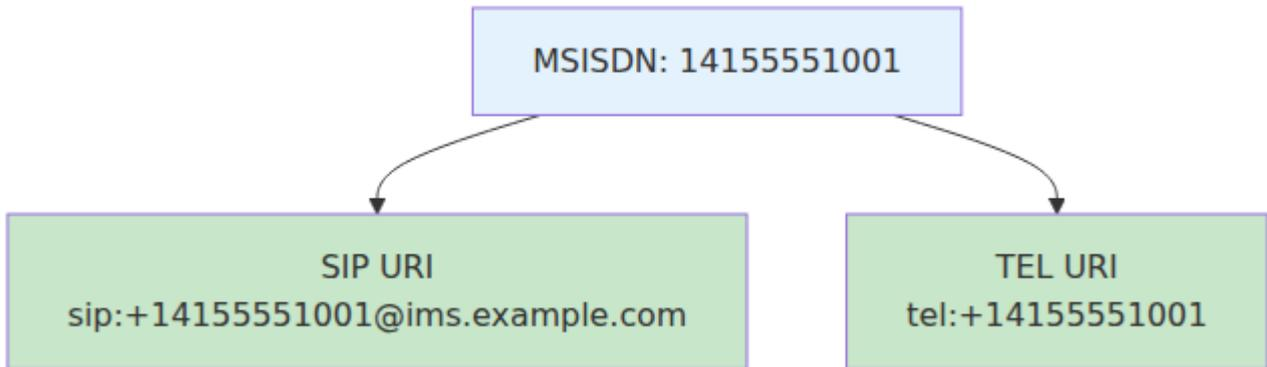 MSISDN: 14155551001
SIP URI
sip:+14155551001@ims.example.com
TEL URI
tel:+14155551001